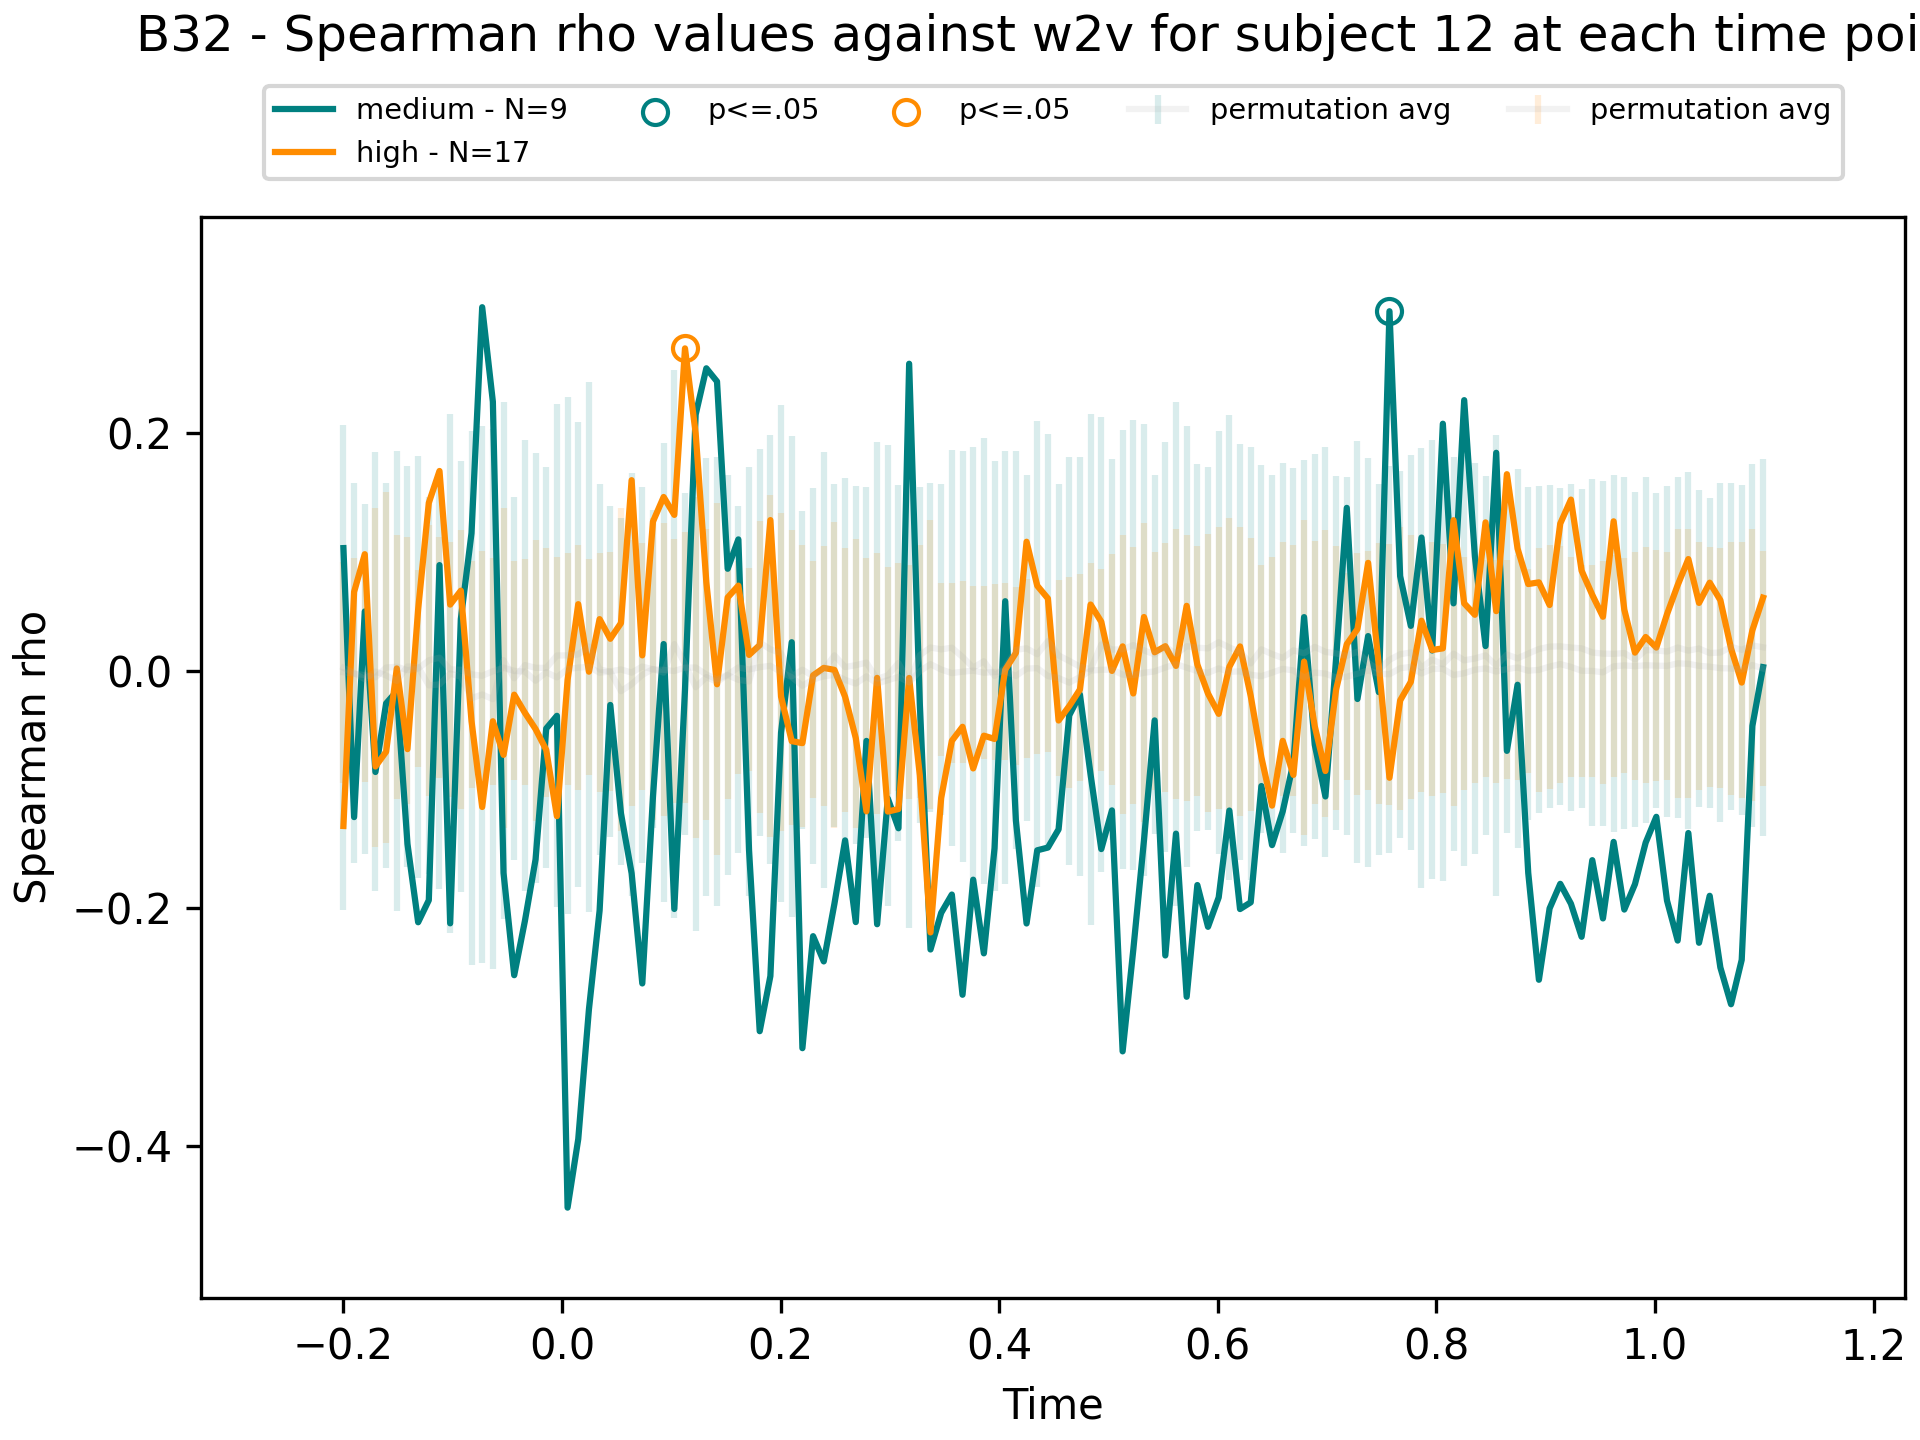 B32 - Spearman rho values against w2v for subject 12 at each time poi
medium - N=9
high - N=17
p<=.05
p<=.05
permutation avg
permutation avg
Spearman rho
0.2
0.0
−0.2
−0.4
−0.2
0.0
0.2
0.4
0.6
0.8
1.0
1.2
Time